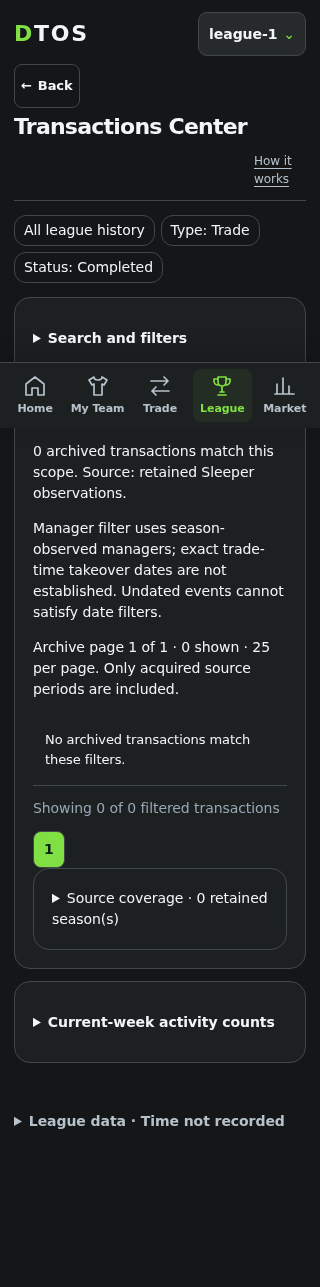 DTOS
league-1
← Back
Transactions Center
How it
works
All league history
Type: Trade
Status: Completed
Search and filters
Home
My Team
Trade
League
Market
0 archived transactions match this
scope. Source: retained Sleeper
observations.
Manager filter uses season-
observed managers; exact trade-
time takeover dates are not
established. Undated events cannot
satisfy date filters.
Archive page 1 of 1 · 0 shown · 25
per page. Only acquired source
periods are included.
No archived transactions match
these filters.
Showing 0 of 0 filtered transactions
1
Source coverage · 0 retained
season(s)
Current-week activity counts
League data · Time not recorded